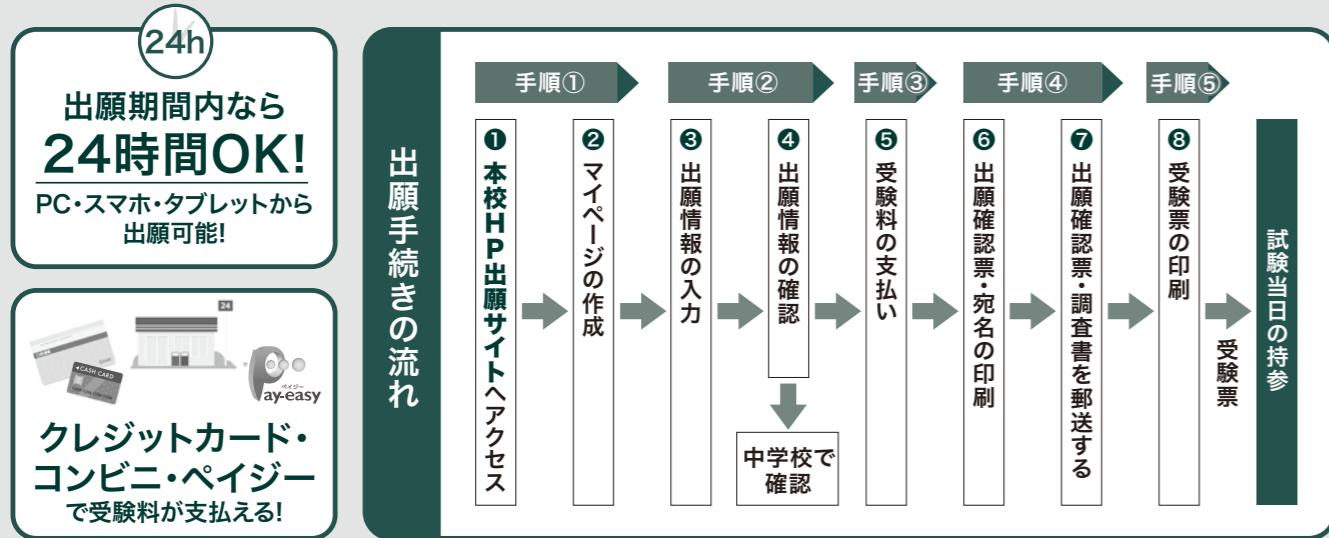 24h
出願期間内なら
24時間OK!
PC・スマホ・タブレットから
出願可能!
24
CASH CARD
ペイジー
Pay-easy
クレジットカード・
コンビニ・ペイジー
で受験料が支払える!
出願手続きの流れ
手順①
手順②
手順③
手順④
手順⑤
❶本校HP出願サイトへアクセス
❷マイページの作成
❸出願情報の入力
❹出願情報の確認
中学校で
確認
❺受験料の支払い
❻出願確認票・宛名の印刷
❼出願確認票・調査書を郵送する
❽受験票の印刷
受験票
試験当日の持参